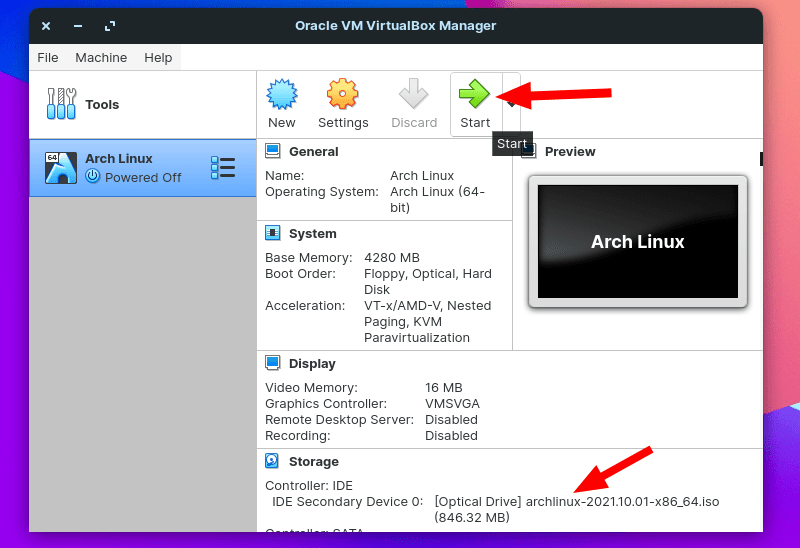 Oracle VM VirtualBox Manager
File Machine Help
Tools
New Settings Discard Start
Start
64
Arch Linux
Powered Off
General
Name: Arch Linux
Operating System: Arch Linux (64-
bit)
Preview
Arch Linux
System
Base Memory: 4280 MB
Boot Order: Floppy, Optical, Hard
Disk
Acceleration: VT-x/AMD-V, Nested
Paging, KVM
Paravirtualization
Display
Video Memory: 16 MB
Graphics Controller: VMSVGA
Remote Desktop Server: Disabled
Recording: Disabled
Storage
Controller: IDE
IDE Secondary Device 0: [Optical Drive] archlinux-2021.10.01-x86_64.iso
(846.32 MB)